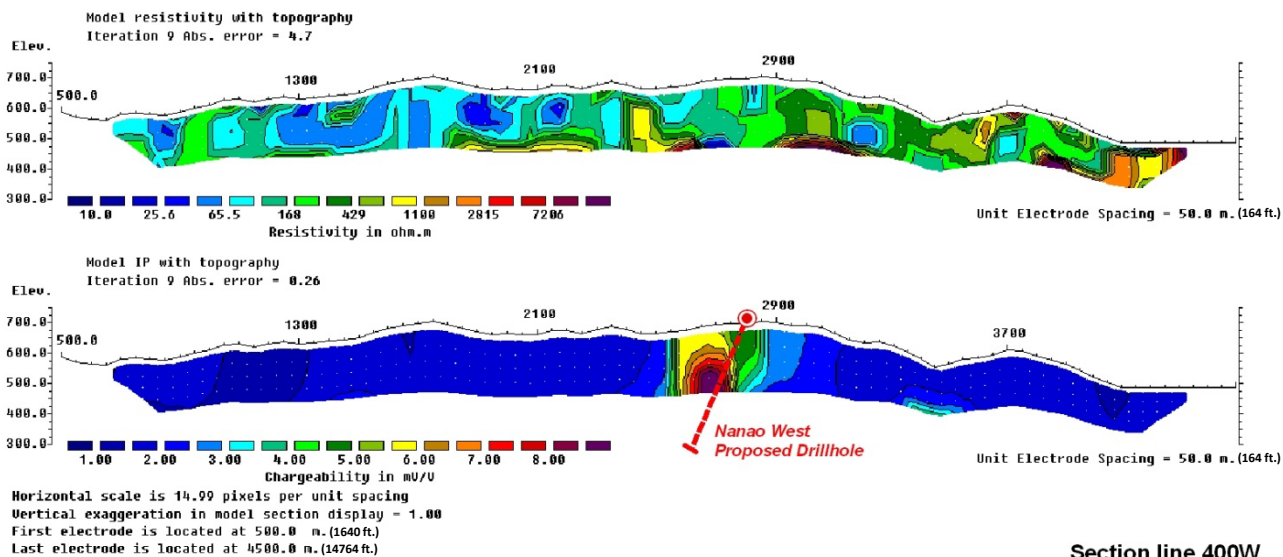 Model resistivity with topography
Iteration 9 Abs. error = 4.7
Elev.
700.0
600.0
500.0
400.0
300.0
500.0
1300
2100
2900
10.0 25.6 65.5 168 429 1100 2815 7206
Resistivity in ohm.m
Unit Electrode Spacing = 50.0 m. (164 ft.)
Model IP with topography
Iteration 9 Abs. error = 0.26
Elev.
700.0
600.0
500.0
400.0
300.0
500.0
1300
2100
2900
3700
Nanao West
Proposed Drillhole
1.00 2.00 3.00 4.00 5.00 6.00 7.00 8.00
Chargeability in mV/V
Unit Electrode Spacing = 50.0 m. (164 ft.)
Horizontal scale is 14.99 pixels per unit spacing
Vertical exaggeration in model section display = 1.00
First electrode is located at 500.0 m. (1640 ft.)
Last electrode is located at 4500.0 m. (14764 ft.)
Section line 400W